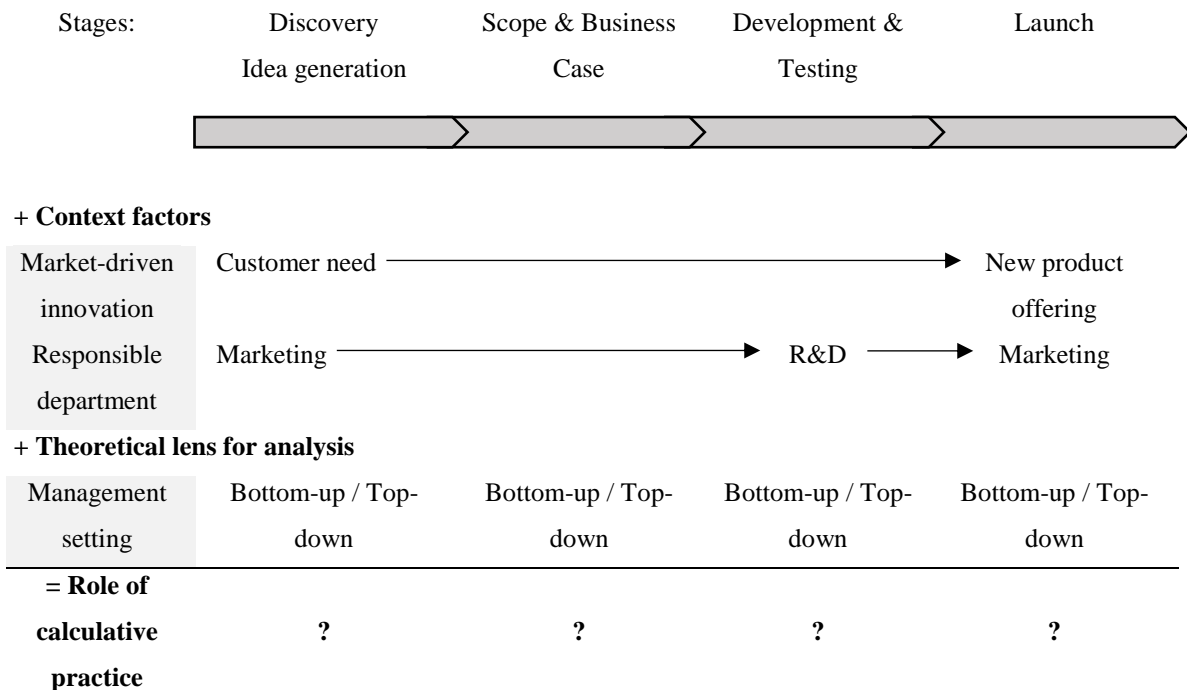 Stages: Discovery Scope & Business Development & Launch
Idea generation Case Testing
+ Context factors
Market-driven Customer need New product
innovation offering
Responsible Marketing R&D Marketing
department
+ Theoretical lens for analysis
Management Bottom-up / Top- Bottom-up / Top- Bottom-up / Top- Bottom-up / Top-
setting down down down down
= Role of
calculative ? ? ? ?
practice